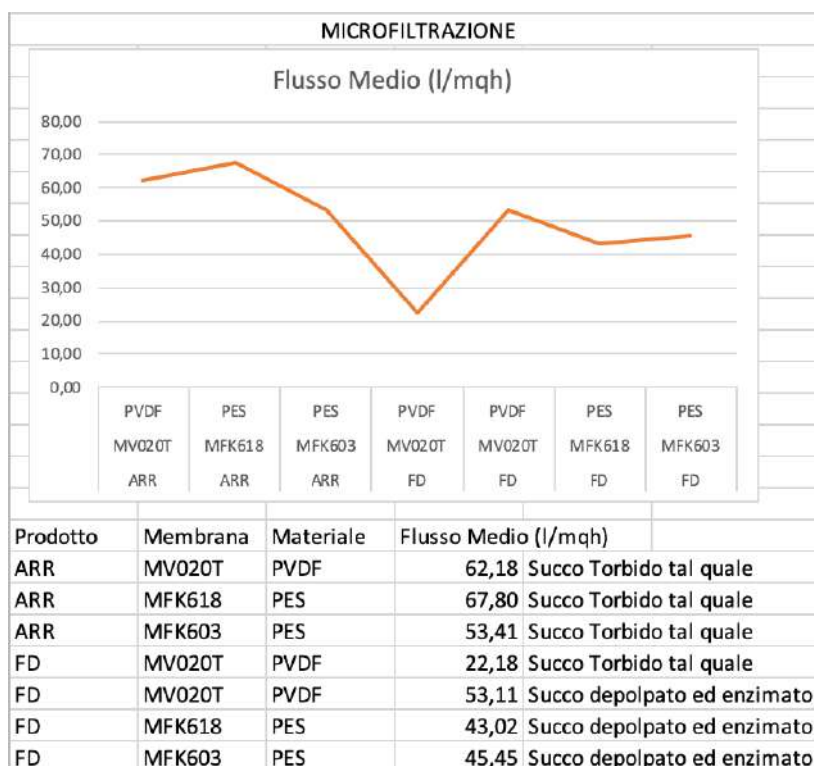 MICROFILTRAZIONE
Flusso Medio (l/mqh)
80,00
70,00
60,00
50,00
40,00
30,00
20,00
10,00
0,00
PVDF PES PES PVDF PVDF PES PES
MV020T MFK618 MFK603 MV020T MV020T MFK618 MFK603
ARR ARR ARR FD FD FD FD
Prodotto Membrana Materiale Flusso Medio (l/mqh)
ARR MV020T PVDF 62,18 Succo Torbido tal quale
ARR MFK618 PES 67,80 Succo Torbido tal quale
ARR MFK603 PES 53,41 Succo Torbido tal quale
FD MV020T PVDF 22,18 Succo Torbido tal quale
FD MV020T PVDF 53,11 Succo depolpato ed enzimato
FD MFK618 PES 43,02 Succo depolpato ed enzimato
FD MFK603 PES 45,45 Succo depolpato ed enzimato